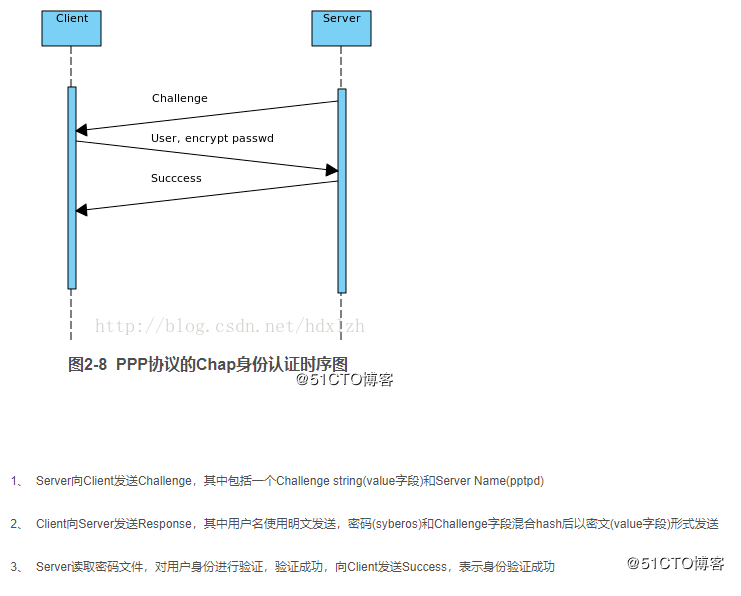 Client
Server
Challenge
User, encrypt passwd
Succcess
http://blog.csdn.net/hdxlzh
图2-8 PPP协议的Chap身份认证时序图
@51CTO博客
1、 Server向Client发送Challenge，其中包括一个Challenge string(value字段)和Server Name(pptpd)
2、 Client向Server发送Response，其中用户名使用明文发送，密码(syberos)和Challenge字段混合hash后以密文(value字段)形式发送
3、 Server读取密码文件，对用户身份进行验证，验证成功，向Client发送Success，表示身份验证成功
@51CTO博客